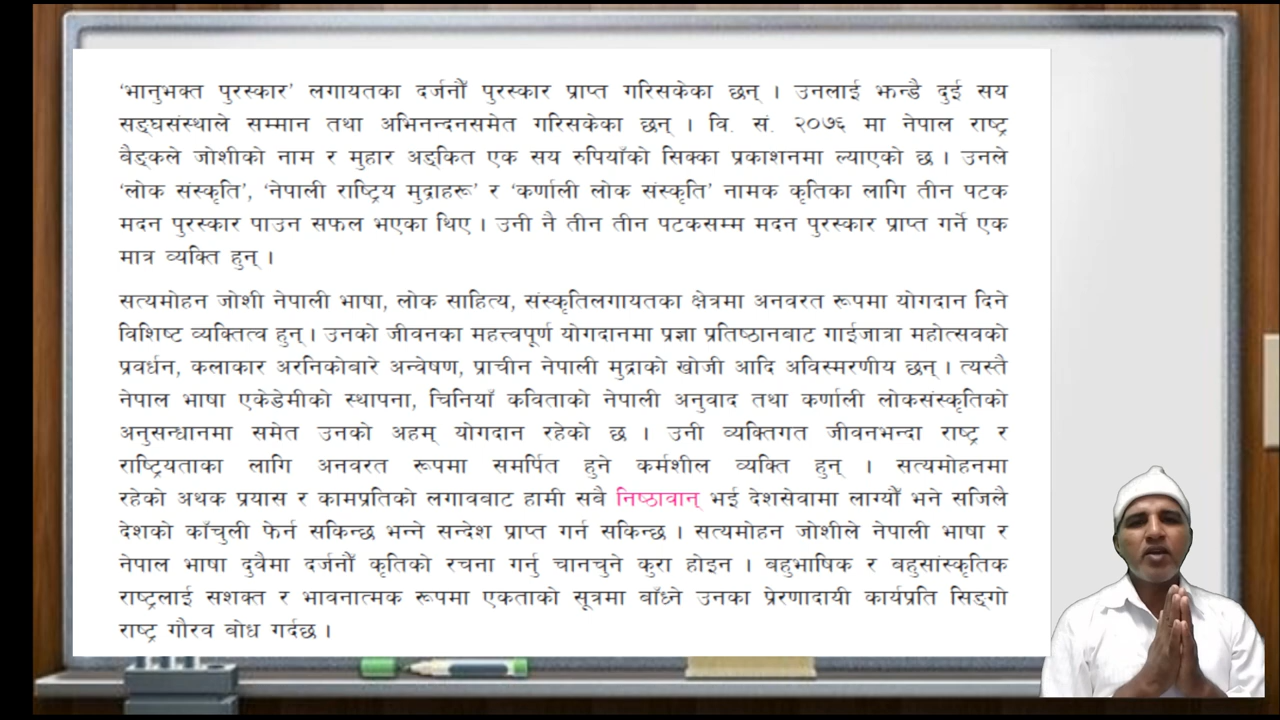 ‘भानुभक्त पुरस्कार’ लगायतका दर्जनौँ पुरस्कार प्राप्त गरिसकेका छन् । उनलाई झन्डै दुई सय
सङ्घसंस्थाले सम्मान तथा अभिनन्दनसमेत गरिसकेका छन् । वि. सं. २०७६ मा नेपाल राष्ट्र
बैङ्कले जोशीको नाम र मुहार अङ्कित एक सय रुपियाँको सिक्का प्रकाशनमा ल्याएको छ । उनले
‘लोक संस्कृति’, ‘नेपाली राष्ट्रिय मुद्राहरू’ र ‘कर्णाली लोक संस्कृति’ नामक कृतिका लागि तीन पटक
मदन पुरस्कार पाउन सफल भएका थिए । उनी नै तीन तीन पटकसम्म मदन पुरस्कार प्राप्त गर्ने एक
मात्र व्यक्ति हुन् ।
सत्यमोहन जोशी नेपाली भाषा, लोक साहित्य, संस्कृतिलगायतका क्षेत्रमा अनवरत रूपमा योगदान दिने
विशिष्ट व्यक्तित्व हुन् । उनको जीवनका महत्त्वपूर्ण योगदानमा प्रज्ञा प्रतिष्ठानबाट गाईजात्रा महोत्सवको
प्रवर्धन, कलाकार अरनिकोबारे अन्वेषण, प्राचीन नेपाली मुद्राको खोजी आदि अविस्मरणीय छन् । त्यस्तै
नेपाल भाषा एकेडेमीको स्थापना, चिनियाँ कविताको नेपाली अनुवाद तथा कर्णाली लोकसंस्कृतिको
अनुसन्धानमा समेत उनको अहम् योगदान रहेको छ । उनी व्यक्तिगत जीवनभन्दा राष्ट्र र
राष्ट्रियताका लागि अनवरत रूपमा समर्पित हुने कर्मशील व्यक्ति हुन् । सत्यमोहनमा
रहेको अथक प्रयास र कामप्रतिको लगावबाट हामी सबै निष्ठावान् भई देशसेवामा लाग्यौँ भने सजिलै
देशको काँचुली फेर्न सकिन्छ भन्ने सन्देश प्राप्त गर्न सकिन्छ । सत्यमोहन जोशीले नेपाली भाषा र
नेपाल भाषा दुवैमा दर्जनौँ कृतिको रचना गर्नु चानचुने कुरा होइन । बहुभाषिक र बहुसांस्कृतिक
राष्ट्रलाई सशक्त र भावनात्मक रूपमा एकताको सूत्रमा बाँध्ने उनका प्रेरणादायी कार्यप्रति सिङ्गो
राष्ट्र गौरव बोध गर्दछ ।